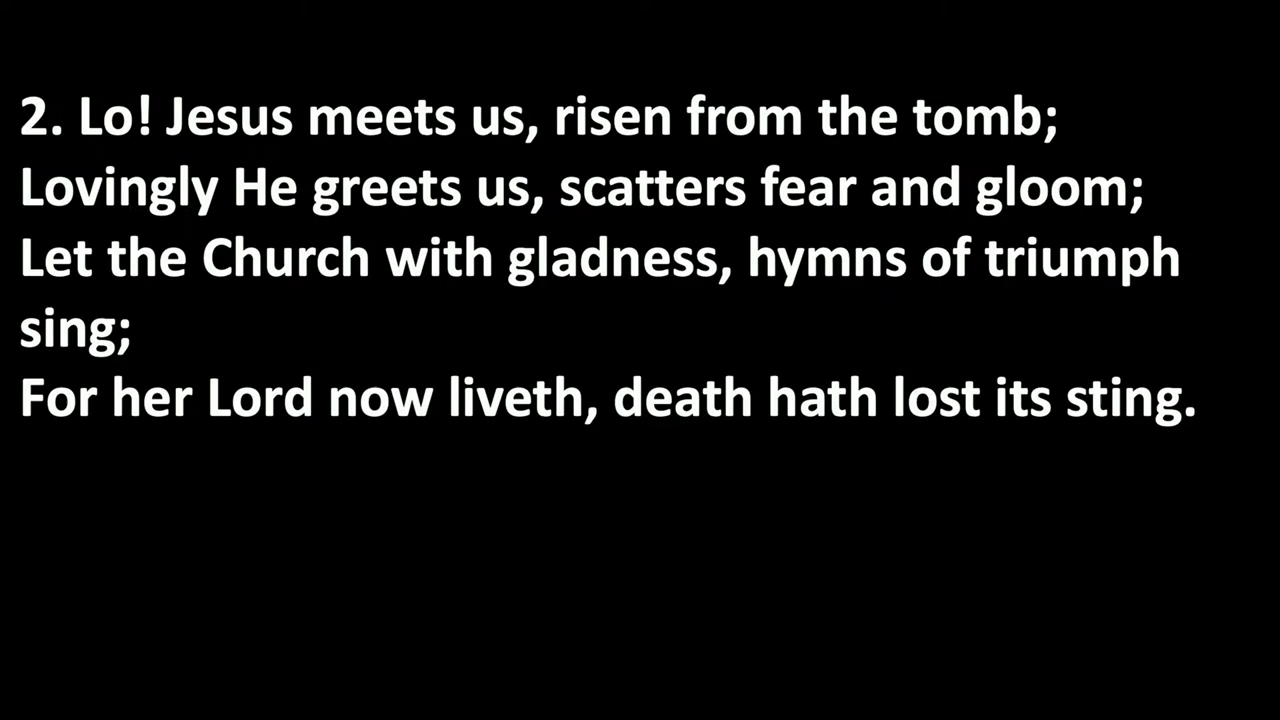 2. Lo! Jesus meets us, risen from the tomb;
Lovingly He greets us, scatters fear and gloom;
Let the Church with gladness, hymns of triumph
sing;
For her Lord now liveth, death hath lost its sting.